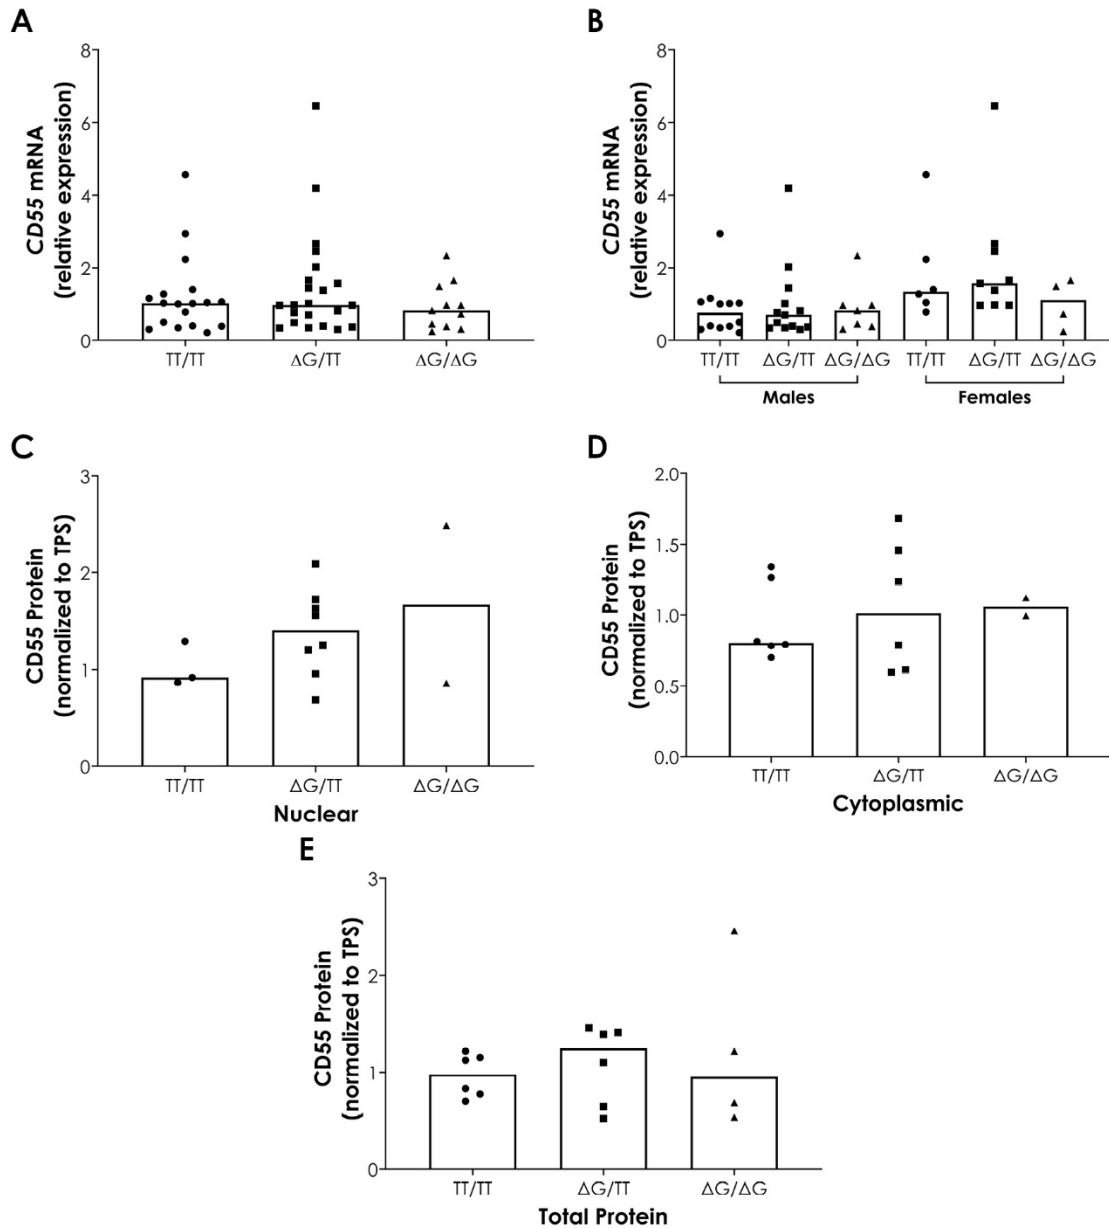 A
CD55 mRNA
(relative expression)
8
6
4
2
0
TT/TT ΔG/TT ΔG/ΔG
B
CD55 mRNA
(relative expression)
8
6
4
2
0
TT/TT ΔG/TT ΔG/ΔG TT/TT ΔG/TT ΔG/ΔG
Males Females
C
CD55 Protein
(normalized to TPS)
3
2
1
0
TT/TT ΔG/TT ΔG/ΔG
Nuclear
D
CD55 Protein
(normalized to TPS)
2.0
1.5
1.0
0.5
0.0
TT/TT ΔG/TT ΔG/ΔG
Cytoplasmic
E
CD55 Protein
(normalized to TPS)
3
2
1
0
TT/TT ΔG/TT ΔG/ΔG
Total Protein